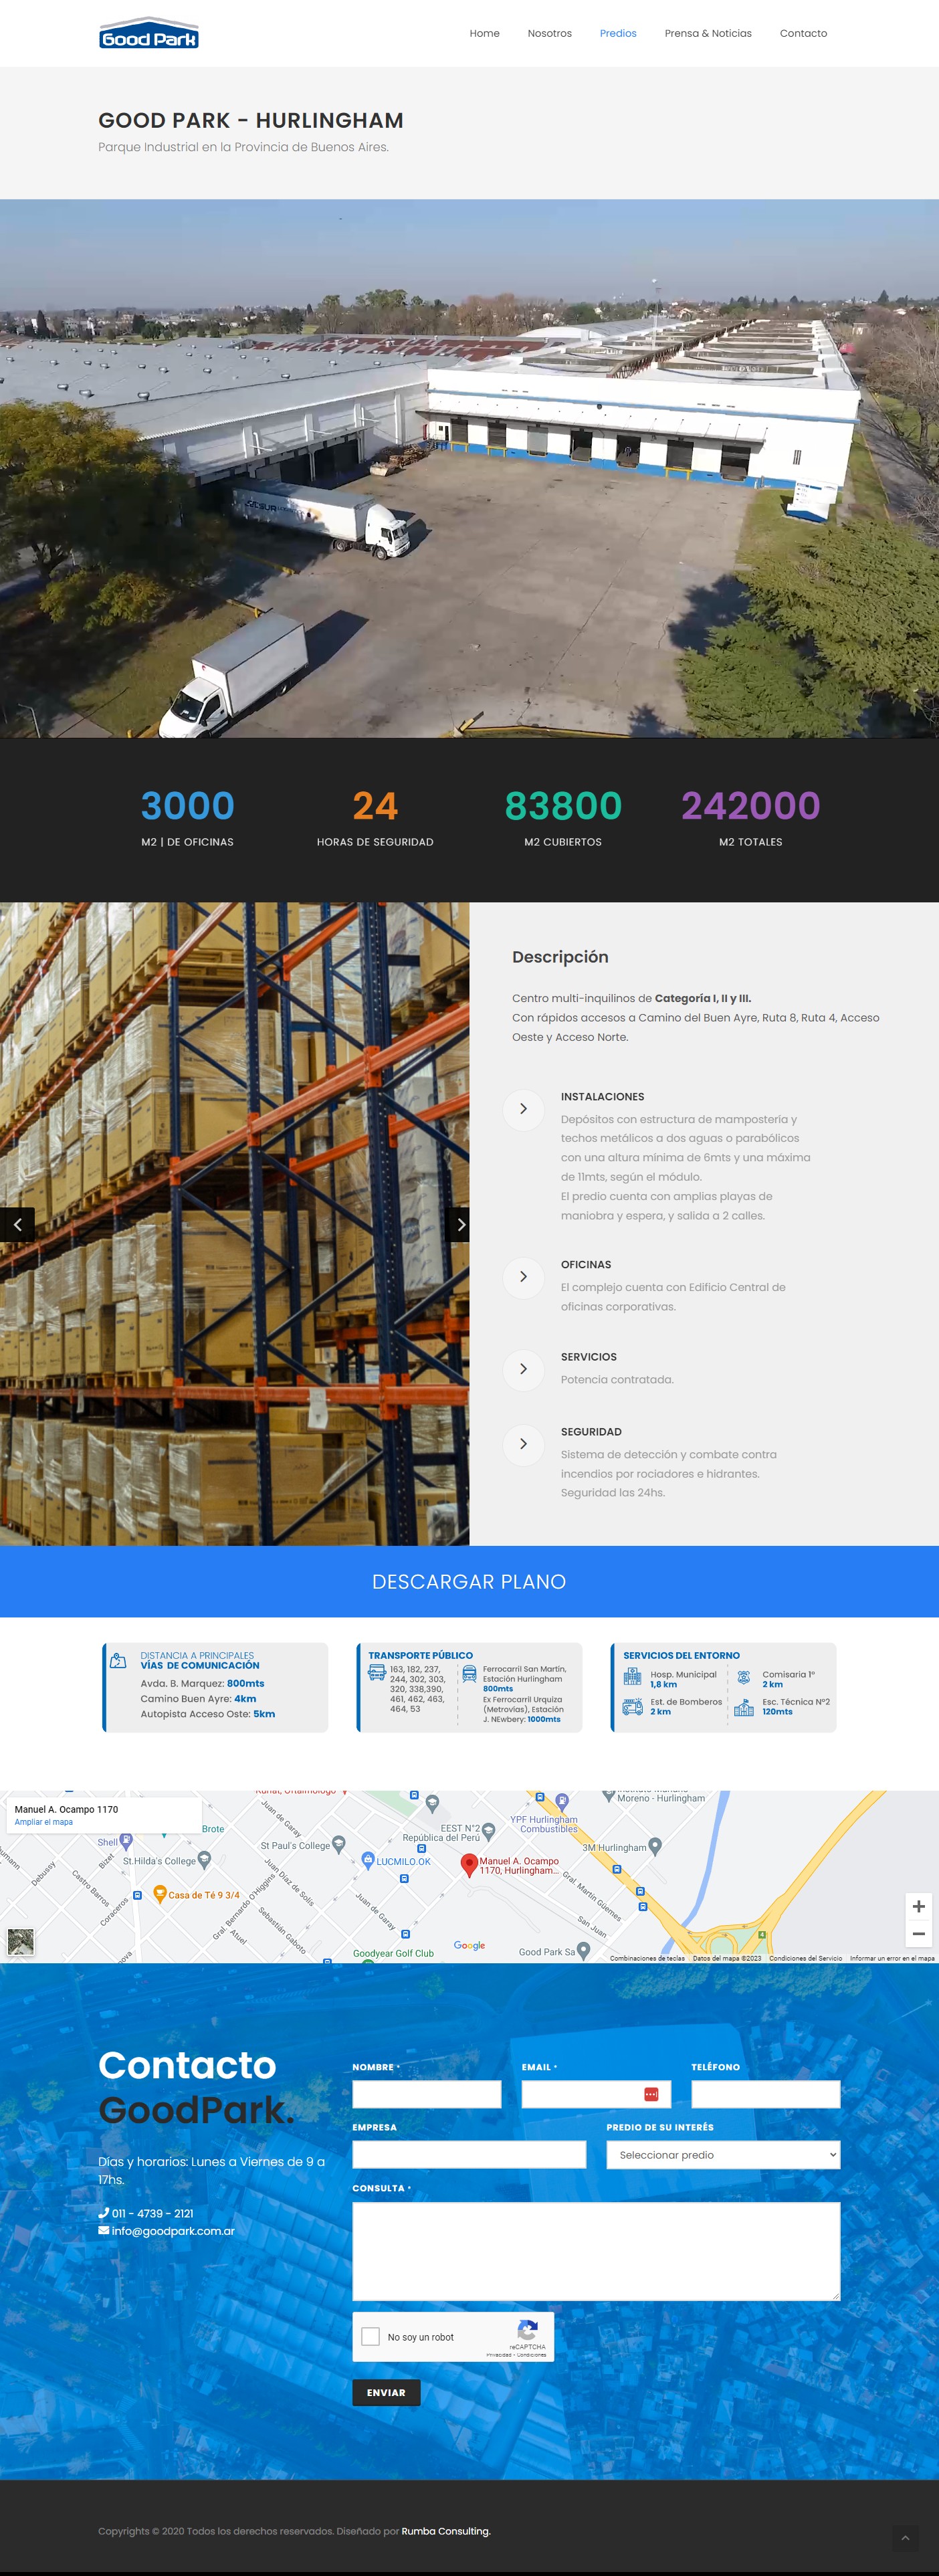 Good Park
Home
Nosotros
Predios
Prensa & Noticias
Contacto
GOOD PARK - HURLINGHAM
Parque Industrial en la Provincia de Buenos Aires.
3000
M2 | DE OFICINAS
24
HORAS DE SEGURIDAD
83800
M2 CUBIERTOS
242000
M2 TOTALES
Descripción
Centro multi-inquilinos de Categoría I, II y III.
Con rápidos accesos a Camino del Buen Ayre, Ruta 8, Ruta 4, Acceso
Oeste y Acceso Norte.
INSTALACIONES
Depósitos con estructura de mampostería y
techos metálicos a dos aguas o parabólicos
con una altura mínima de 6mts y una máxima
de 11mts, según el módulo.
El predio cuenta con amplias playas de
maniobra y espera, y salida a 2 calles.
OFICINAS
El complejo cuenta con Edificio Central de
oficinas corporativas.
SERVICIOS
Potencia contratada.
SEGURIDAD
Sistema de detección y combate contra
incendios por rociadores e hidrantes.
Seguridad las 24hs.
DESCARGAR PLANO
DISTANCIA A PRINCIPALES
VÍAS DE COMUNICACIÓN
Avda. B. Marquez: 800mts
Camino Buen Ayre: 4km
Autopista Acceso Oste: 5km
TRANSPORTE PÚBLICO
163, 182, 237,
244, 302, 303,
320, 338,390,
461, 462, 463,
464, 53
Ferrocarril San Martín,
Estación Hurlingham
800mts
Ex Ferrocarril Urquiza
(Metrovías), Estación
J. NEwbery: 1000mts
SERVICIOS DEL ENTORNO
Hosp. Municipal
1,8 km
Comisaria 1º
2 km
Est. de Bomberos
2 km
Esc. Técnica Nº2
120mts
Manuel A. Ocampo 1170
Ampliar el mapa
Moreno - Hurlingham
Juan de Garay
YPF Hurlingham
Combustibles
EEST N°2
República del Perú
Brote
Shell
St Paul's College
3M Hurlingham
St.Hilda's College
Bizet
Debussy
LUCMILO.OK
Manuel A. Ocampo
1170, Hurlingham...
Castro Barros
Casa de Té 9 3/4
Juan Díaz de Solís
Gral. Bernardo O'Higgins
Gral. Martín Güemes
Coraceros
Sebastián Gaboto
Juan de Garay
San Juan
Atuel
Goodyear Golf Club
Google
Good Park Sa
4
Combinaciones de teclas
Datos del mapa ©2023
Condiciones del Servicio
Informar un error en el mapa
Contacto
GoodPark.
Días y horarios: Lunes a Viernes de 9 a
17hs.
011 - 4739 - 2121
info@goodpark.com.ar
NOMBRE *
EMAIL *
TELÉFONO
EMPRESA
PREDIO DE SU INTERÉS
Seleccionar predio
CONSULTA *
No soy un robot
reCAPTCHA
Privacidad - Condiciones
ENVIAR
Copyrights © 2020 Todos los derechos reservados. Diseñado por Rumba Consulting.